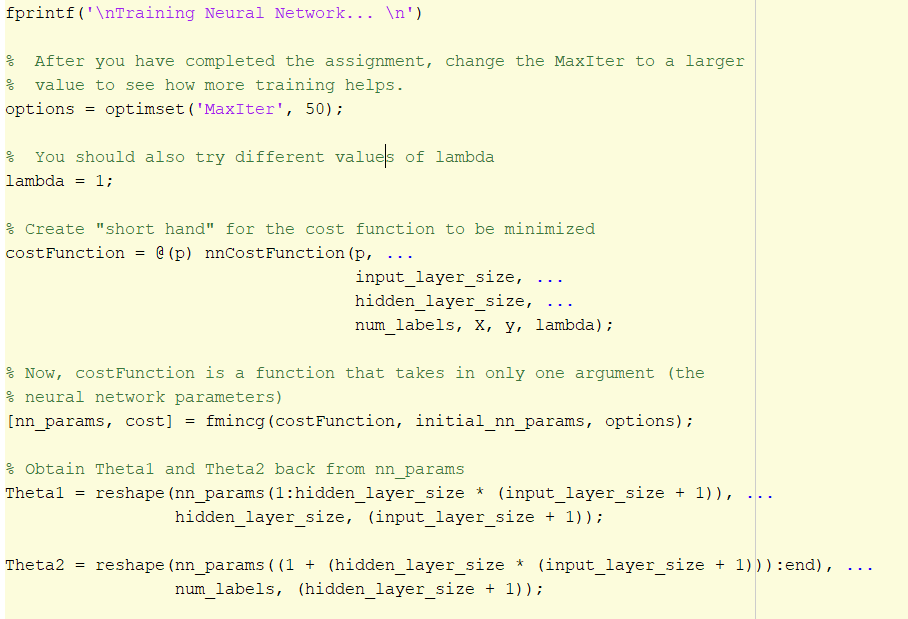 fprintf('\nTraining Neural Network... \n')
%  After you have completed the assignment, change the MaxIter to a larger
%  value to see how more training helps.
options = optimset('MaxIter', 50);
%  You should also try different values of lambda
lambda = 1;
% Create "short hand" for the cost function to be minimized
costFunction = @(p) nnCostFunction(p, ...
                                   input_layer_size, ...
                                   hidden_layer_size, ...
                                   num_labels, X, y, lambda);
% Now, costFunction is a function that takes in only one argument (the
% neural network parameters)
[nn_params, cost] = fmincg(costFunction, initial_nn_params, options);
% Obtain Theta1 and Theta2 back from nn_params
Theta1 = reshape(nn_params(1:hidden_layer_size * (input_layer_size + 1)), ...
                 hidden_layer_size, (input_layer_size + 1));
Theta2 = reshape(nn_params((1 + (hidden_layer_size * (input_layer_size + 1))):end), ...
                 num_labels, (hidden_layer_size + 1));